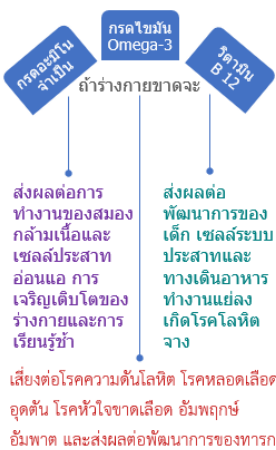 กรดอะมิโน
จำเป็น
กรดไขมัน
Omega-3
วิตามิน
B 12
ถ้าร่างกายขาดจะ
ส่งผลต่อการ
ทำงานของสมอง
กล้ามเนื้อและ
เซลล์ประสาท
อ่อนแอ การ
เจริญเติบโตของ
ร่างกายและการ
เรียนรู้ช้า
ส่งผลต่อ
พัฒนาการของ
เด็ก เซลล์ระบบ
ประสาทและ
ทางเดินอาหาร
ทำงานแย่ลง
เกิดโรคโลหิต
จาง
เสี่ยงต่อโรคความดันโลหิต โรคหลอดเลือด
อุดตัน โรคหัวใจขาดเลือด อัมพฤกษ์
อัมพาต และส่งผลต่อพัฒนาการของทารก